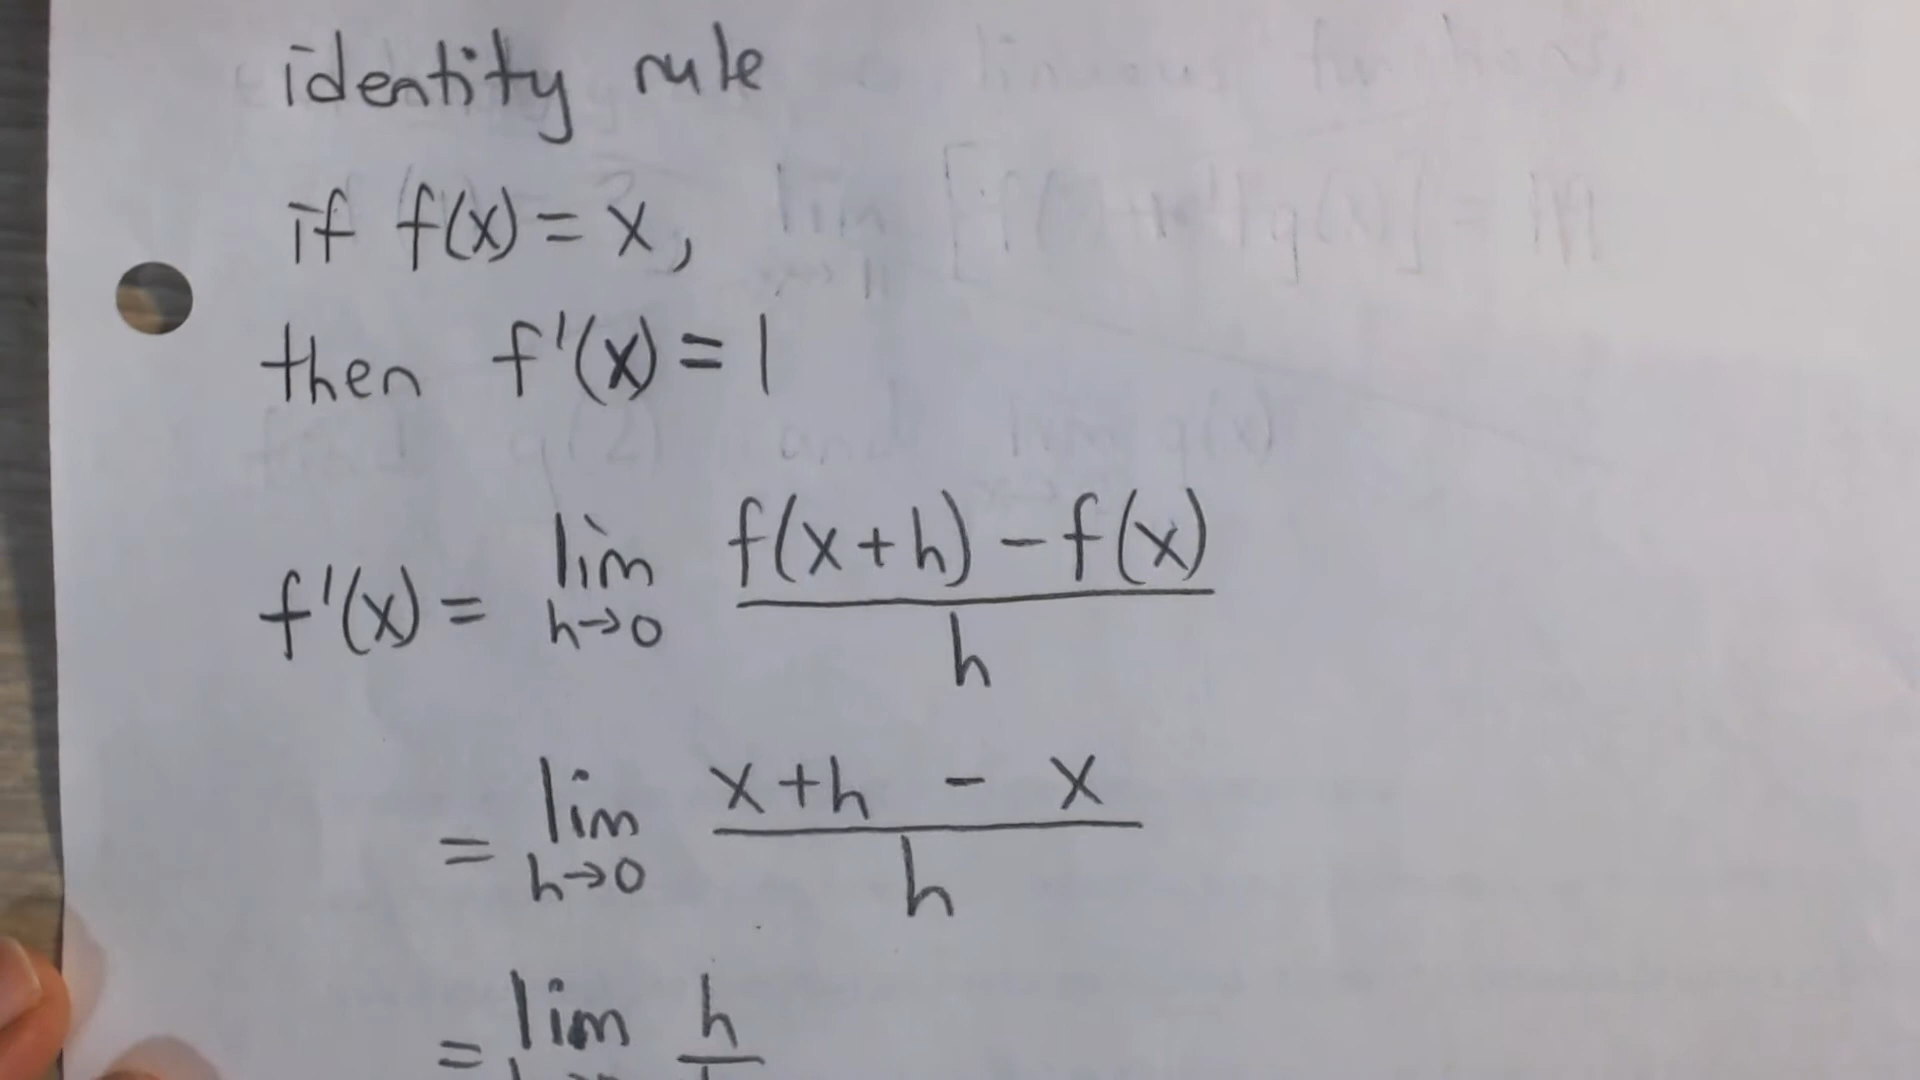 identity rule
if f(x) = x,
then f'(x) = 1
f'(x) = lim h→0 f(x+h) - f(x) / h
= lim h→0 x+h - x / h
= lim h